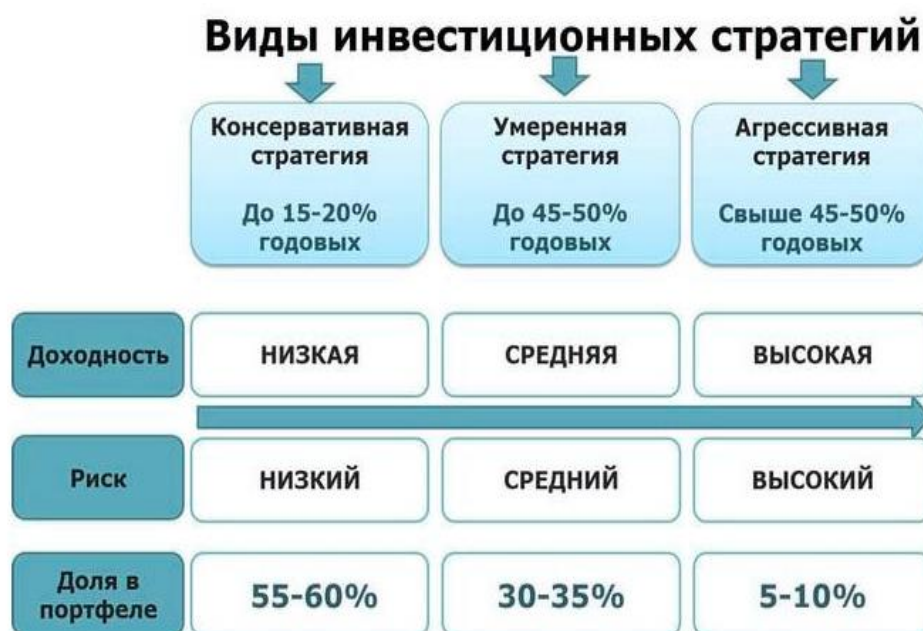 Виды инвестиционных стратегий
Консервативная
стратегия
До 15-20%
годовых
Умеренная
стратегия
До 45-50%
годовых
Агрессивная
стратегия
Свыше 45-50%
годовых
Доходность
НИЗКАЯ
СРЕДНЯЯ
ВЫСОКАЯ
Риск
НИЗКИЙ
СРЕДНИЙ
ВЫСОКИЙ
Доля в
портфеле
55-60%
30-35%
5-10%